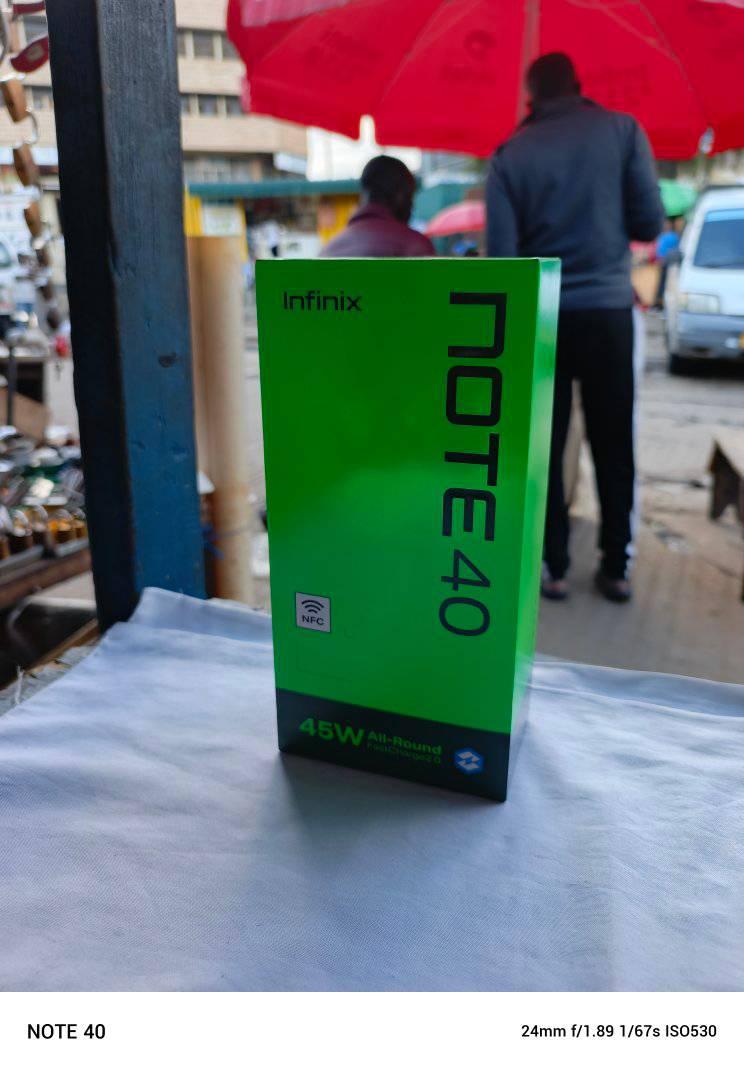 Infinix
NOTE 40
NFC
45W All-Round
FastCharge2.0
NOTE 40
24mm f/1.89 1/67s ISO530